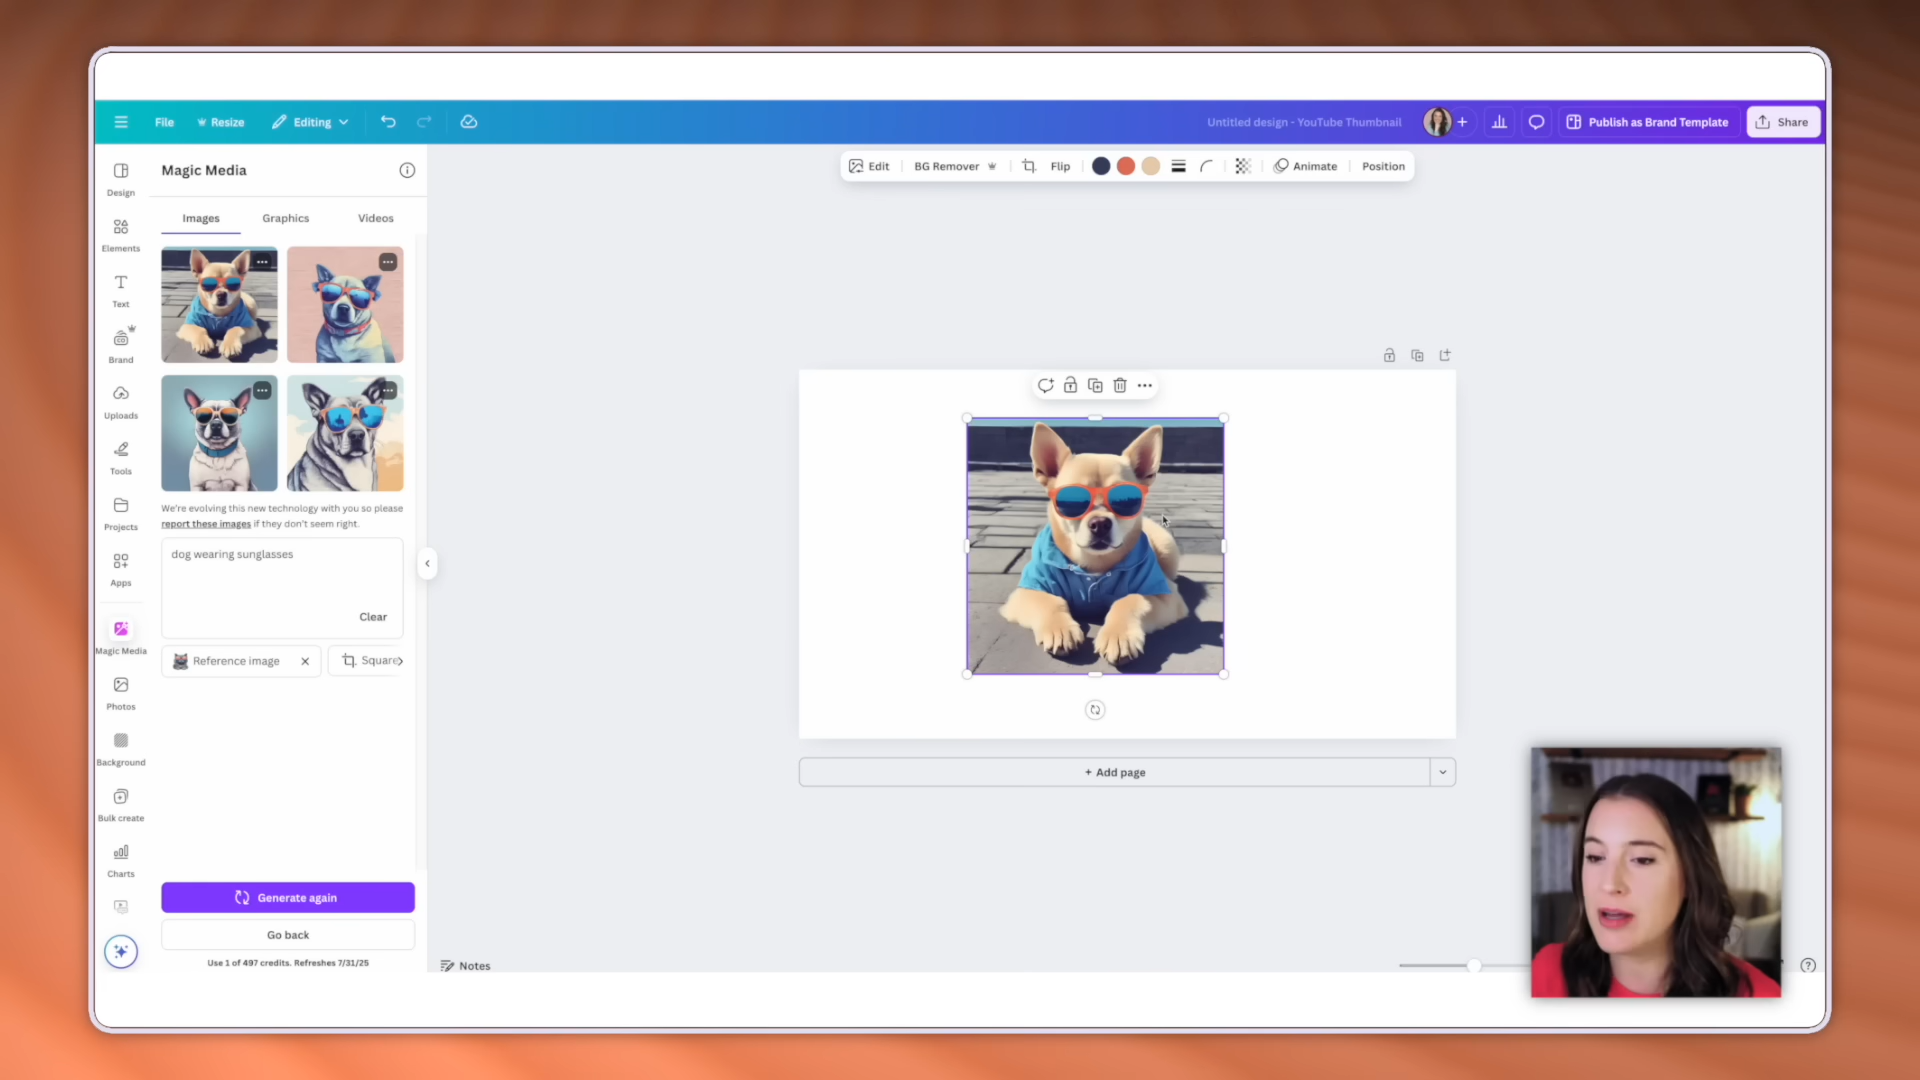 File
Resize
Editing
Untitled design - YouTube Thumbnail
Publish as Brand Template
Share
Design
Elements
Text
Brand
Uploads
Tools
Projects
Apps
Magic Media
Photos
Background
Bulk create
Charts
Magic Media
Images
Graphics
Videos
We're evolving this new technology with you so please
report these images if they don't seem right.
dog wearing sunglasses
Clear
Reference image
Square
Generate again
Go back
Use 1 of 497 credits. Refreshes 7/31/25
Edit
BG Remover
Flip
Animate
Position
+ Add page
Notes